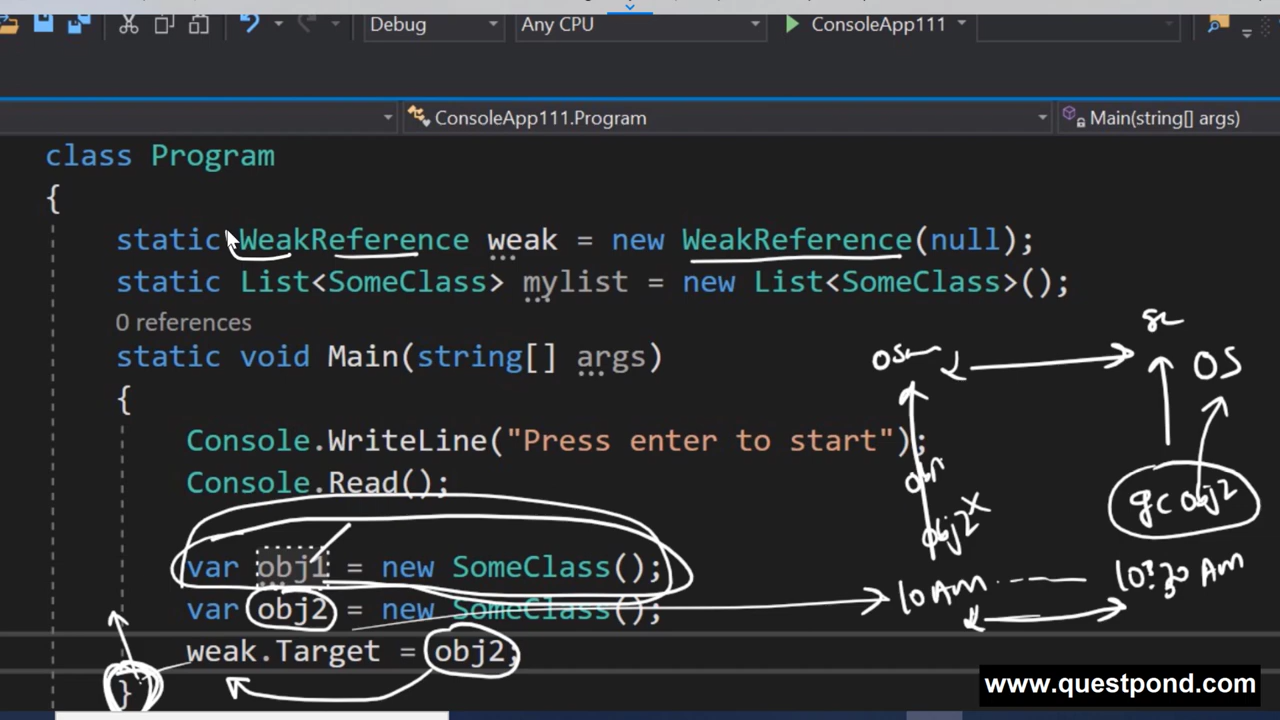 Debug Any CPU ConsoleApp111
ConsoleApp111.Program Main(string[] args)
class Program
{
static WeakReference weak = new WeakReference(null);
static List<SomeClass> mylist = new List<SomeClass>();
0 references
static void Main(string[] args)
{
Console.WriteLine("Press enter to start");
Console.Read();
var obj1 = new SomeClass();
var obj2 = new SomeClass();
weak.Target = obj2;
}
OS
gc obj2
obj2 x
10 Am
10:30 AM
www.questpond.com